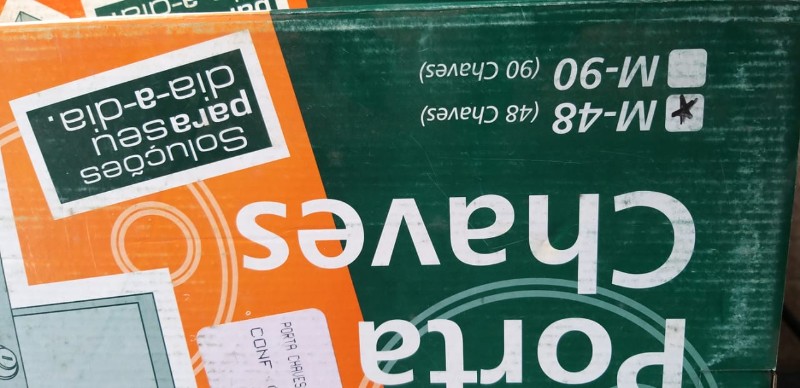 Porta
Chaves
M-48 (48 Chaves)
M-90 (90 Chaves)
Soluções
para seu
dia-a-dia.
PORTA CHAVES
CONF